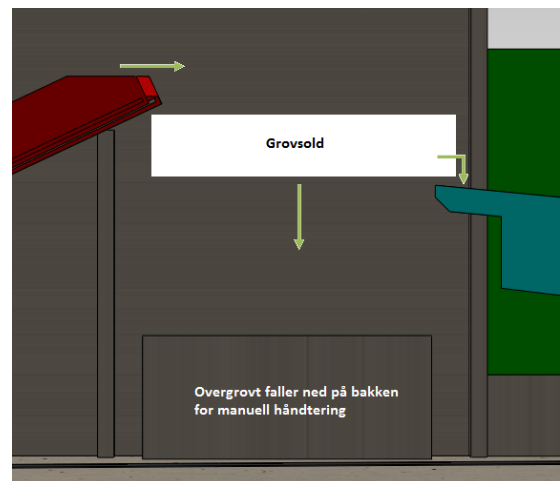 Grovsold
Overgrovt faller ned på bakken
for manuell håndtering